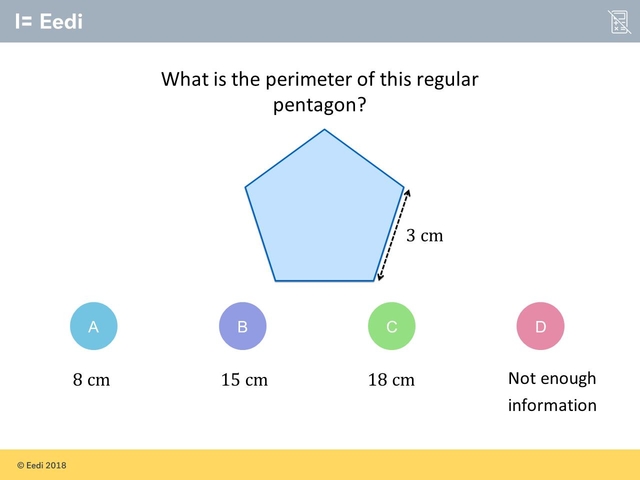 I= Eedi
What is the perimeter of this regular
pentagon?
3 cm
A
B
C
D
8 cm
15 cm
18 cm
Not enough
information
© Eedi 2018